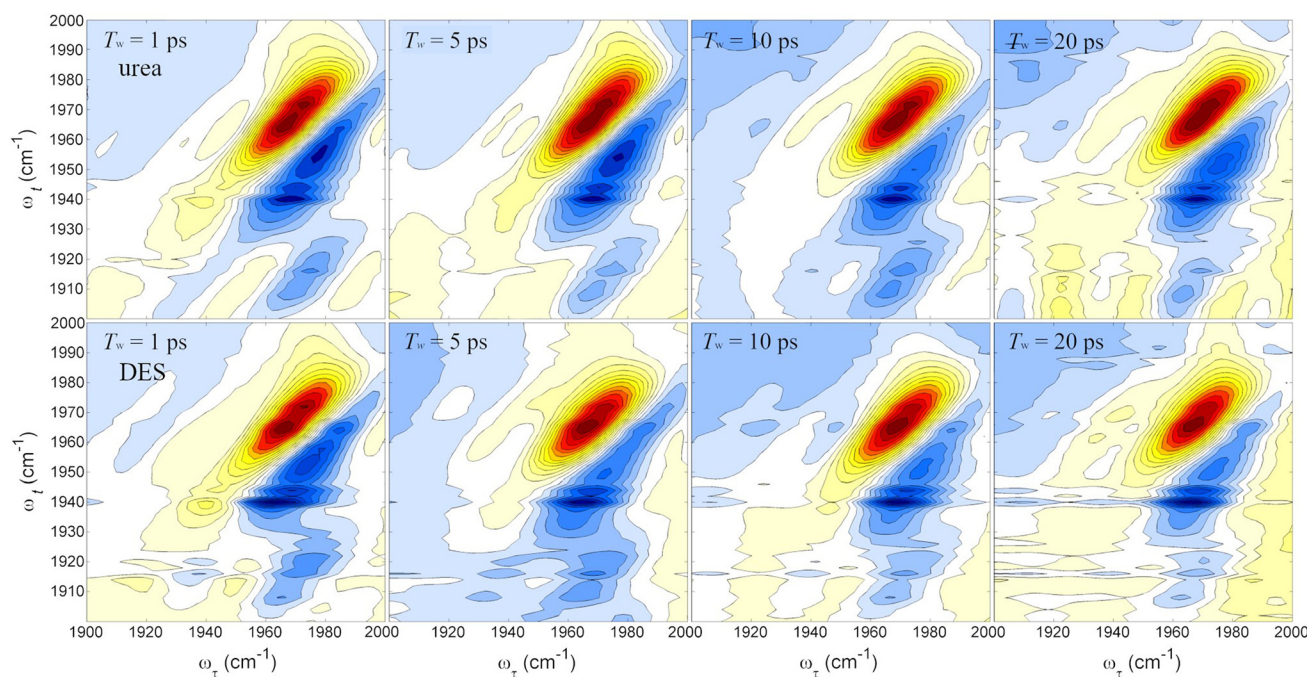 2000
1990
1980
1970
1960
1950
1940
1930
1920
1910
ω_t (cm⁻¹)
T_w = 1 ps
urea
T_w = 5 ps
T_w = 10 ps
T_w = 20 ps
2000
1990
1980
1970
1960
1950
1940
1930
1920
1910
ω_t (cm⁻¹)
T_w = 1 ps
DES
T_w = 5 ps
T_w = 10 ps
T_w = 20 ps
1900 1920 1940 1960 1980 2000 1920 1940 1960 1980 2000 1920 1940 1960 1980 2000 1920 1940 1960 1980 2000
ω_τ (cm⁻¹) ω_τ (cm⁻¹) ω_τ (cm⁻¹) ω_τ (cm⁻¹)